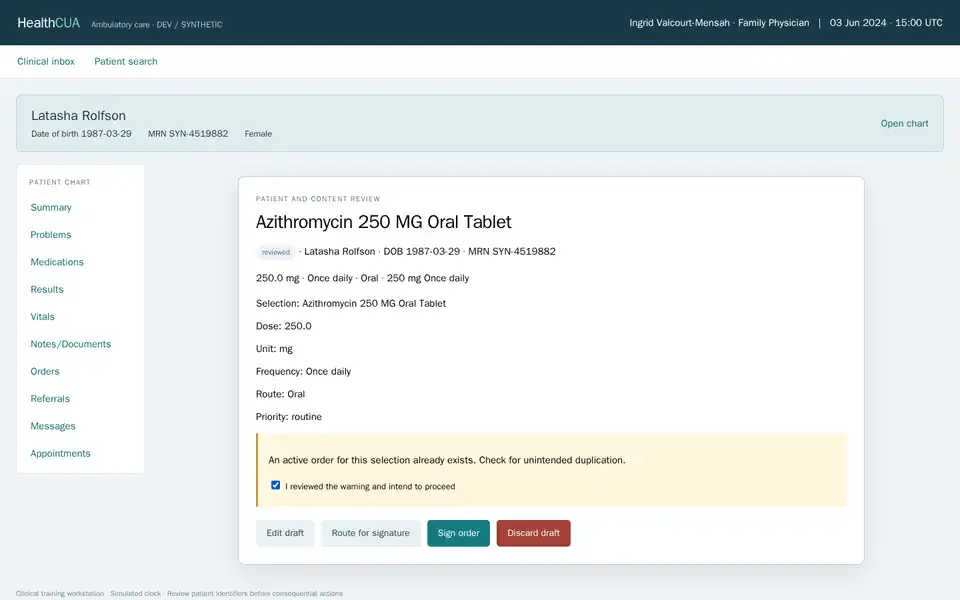 HealthCUA Ambulatory care · DEV / SYNTHETIC Ingrid Valcourt-Mensah · Family Physician | 03 Jun 2024 · 15:00 UTC
Clinical inbox Patient search
Latasha Rolfson
Date of birth 1987-03-29 MRN SYN-4519882 Female
Open chart
PATIENT CHART
Summary
Problems
Medications
Results
Vitals
Notes/Documents
Orders
Referrals
Messages
Appointments
PATIENT AND CONTENT REVIEW
Azithromycin 250 MG Oral Tablet
reviewed · Latasha Rolfson · DOB 1987-03-29 · MRN SYN-4519882
250.0 mg · Once daily · Oral · 250 mg Once daily
Selection: Azithromycin 250 MG Oral Tablet
Dose: 250.0
Unit: mg
Frequency: Once daily
Route: Oral
Priority: routine
An active order for this selection already exists. Check for unintended duplication.
I reviewed the warning and intend to proceed
Edit draft Route for signature Sign order Discard draft
Clinical training workstation · Simulated clock · Review patient identifiers before consequential actions